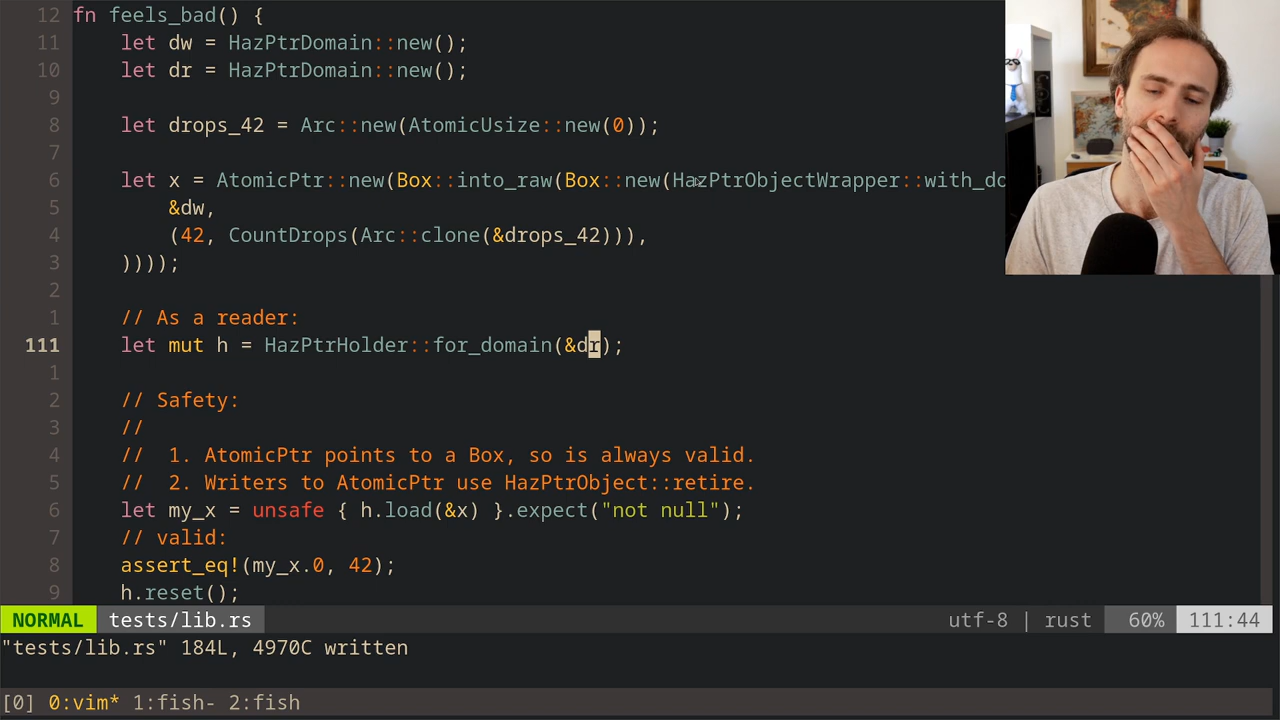 12 fn feels_bad() {
11     let dw = HazPtrDomain::new();
10     let dr = HazPtrDomain::new();
9
8     let drops_42 = Arc::new(AtomicUsize::new(0));
7
6     let x = AtomicPtr::new(Box::into_raw(Box::new(HazPtrObjectWrapper::with_do
5         &dw,
4         (42, CountDrops(Arc::clone(&drops_42))),
3     ))));
2
1     // As a reader:
111     let mut h = HazPtrHolder::for_domain(&dr);
1
2     // Safety:
3     //
4     //  1. AtomicPtr points to a Box, so is always valid.
5     //  2. Writers to AtomicPtr use HazPtrObject::retire.
6     let my_x = unsafe { h.load(&x) }.expect("not null");
7     // valid:
8     assert_eq!(my_x.0, 42);
9     h.reset();
NORMAL tests/lib.rs utf-8 | rust 60% 111:44
"tests/lib.rs" 184L, 4970C written
[0] 0:vim* 1:fish- 2:fish